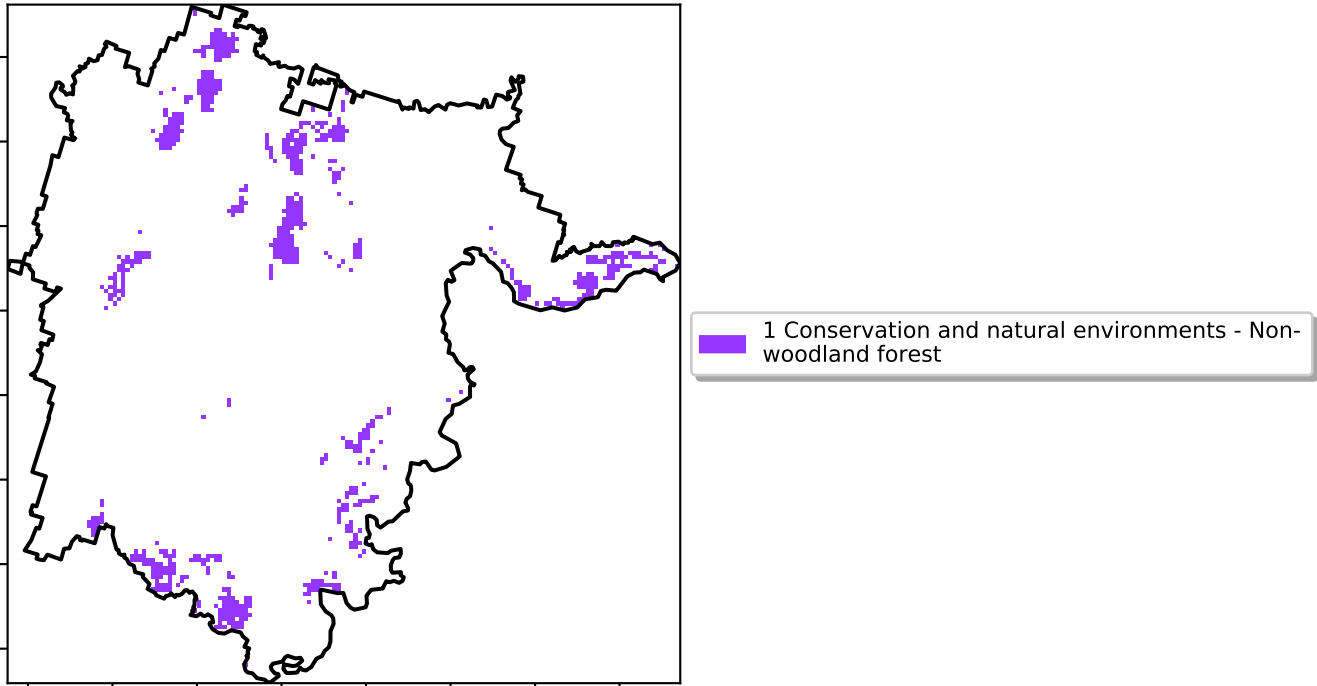 1 Conservation and natural environments - Non-
woodland forest